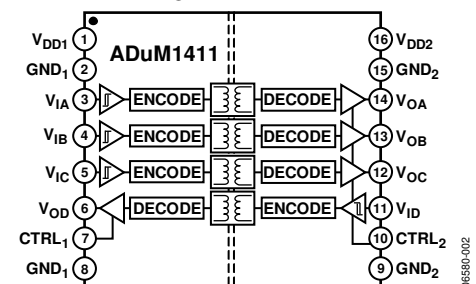 ADuM1411
VDD1 1
16 VDD2
GND1 2
15 GND2
VIA 3 ENCODE DECODE 14 VOA
VIB 4 ENCODE DECODE 13 VOB
VIC 5 ENCODE DECODE 12 VOC
VOD 6 DECODE ENCODE 11 VID
CTRL1 7
10 CTRL2
GND1 8
9 GND2
06580-002